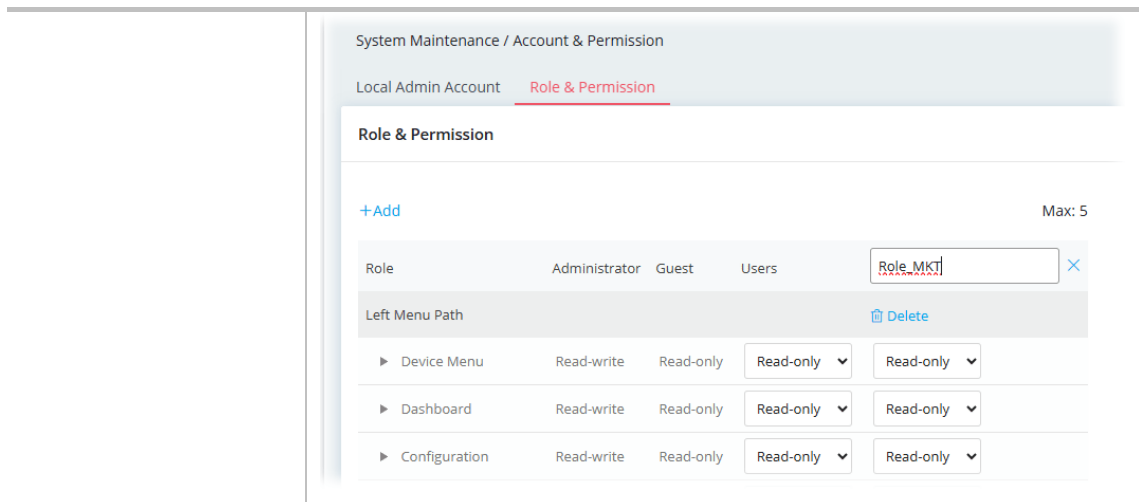 System Maintenance / Account & Permission
Local Admin Account Role & Permission
Role & Permission
+Add Max: 5
Role Administrator Guest Users Role_MKT
Left Menu Path Delete
Device Menu Read-write Read-only Read-only Read-only
Dashboard Read-write Read-only Read-only Read-only
Configuration Read-write Read-only Read-only Read-only